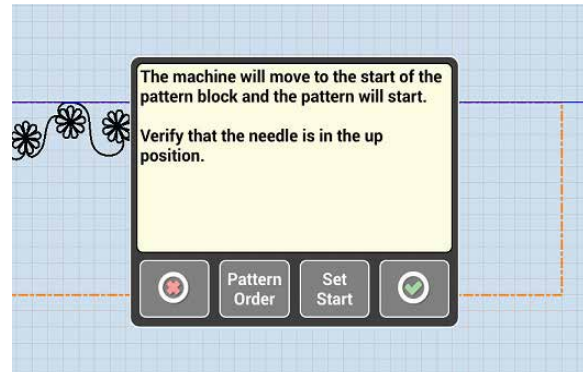 The machine will move to the start of the
pattern block and the pattern will start.
Verify that the needle is in the up
position.
Pattern
Order
Set
Start